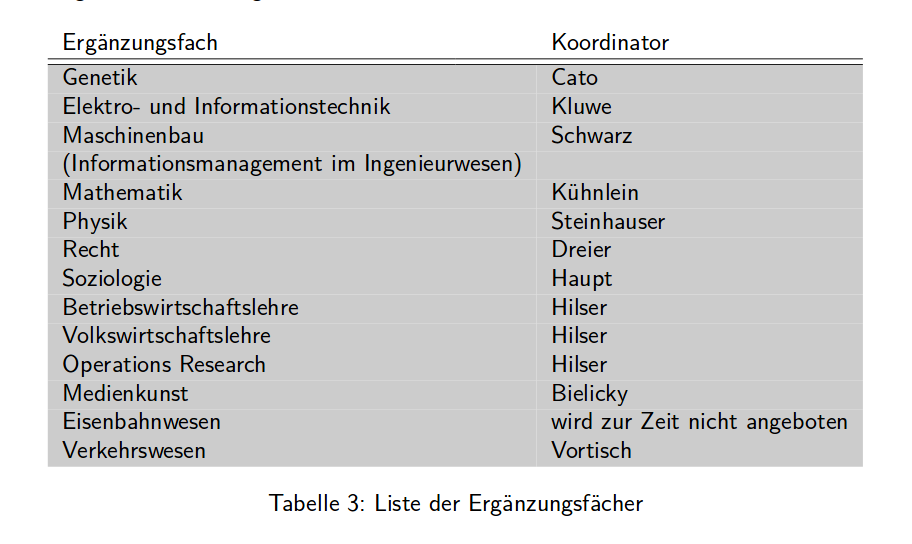 Ergänzungsfach Koordinator
Genetik Cato
Elektro- und Informationstechnik Kluwe
Maschinenbau Schwarz
(Informationsmanagement im Ingenieurwesen)
Mathematik Kühnlein
Physik Steinhauser
Recht Dreier
Soziologie Haupt
Betriebswirtschaftslehre Hilser
Volkswirtschaftslehre Hilser
Operations Research Hilser
Medienkunst Bielicky
Eisenbahnwesen wird zur Zeit nicht angeboten
Verkehrswesen Vortisch
Tabelle 3: Liste der Ergänzungsfächer